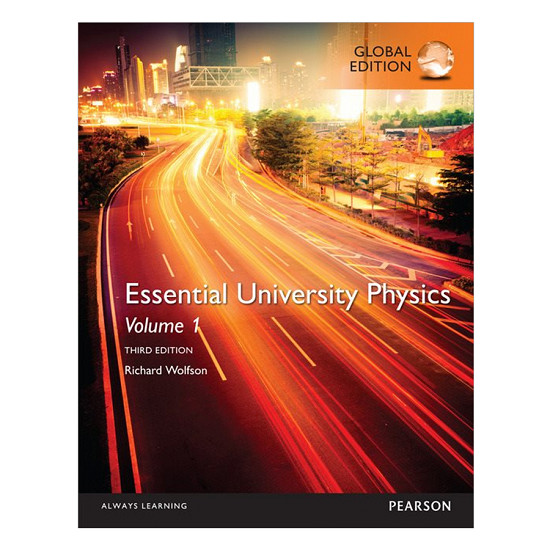 GLOBAL
EDITION
Essential University Physics
Volume 1
THIRD EDITION
Richard Wolfson
ALWAYS LEARNING
PEARSON